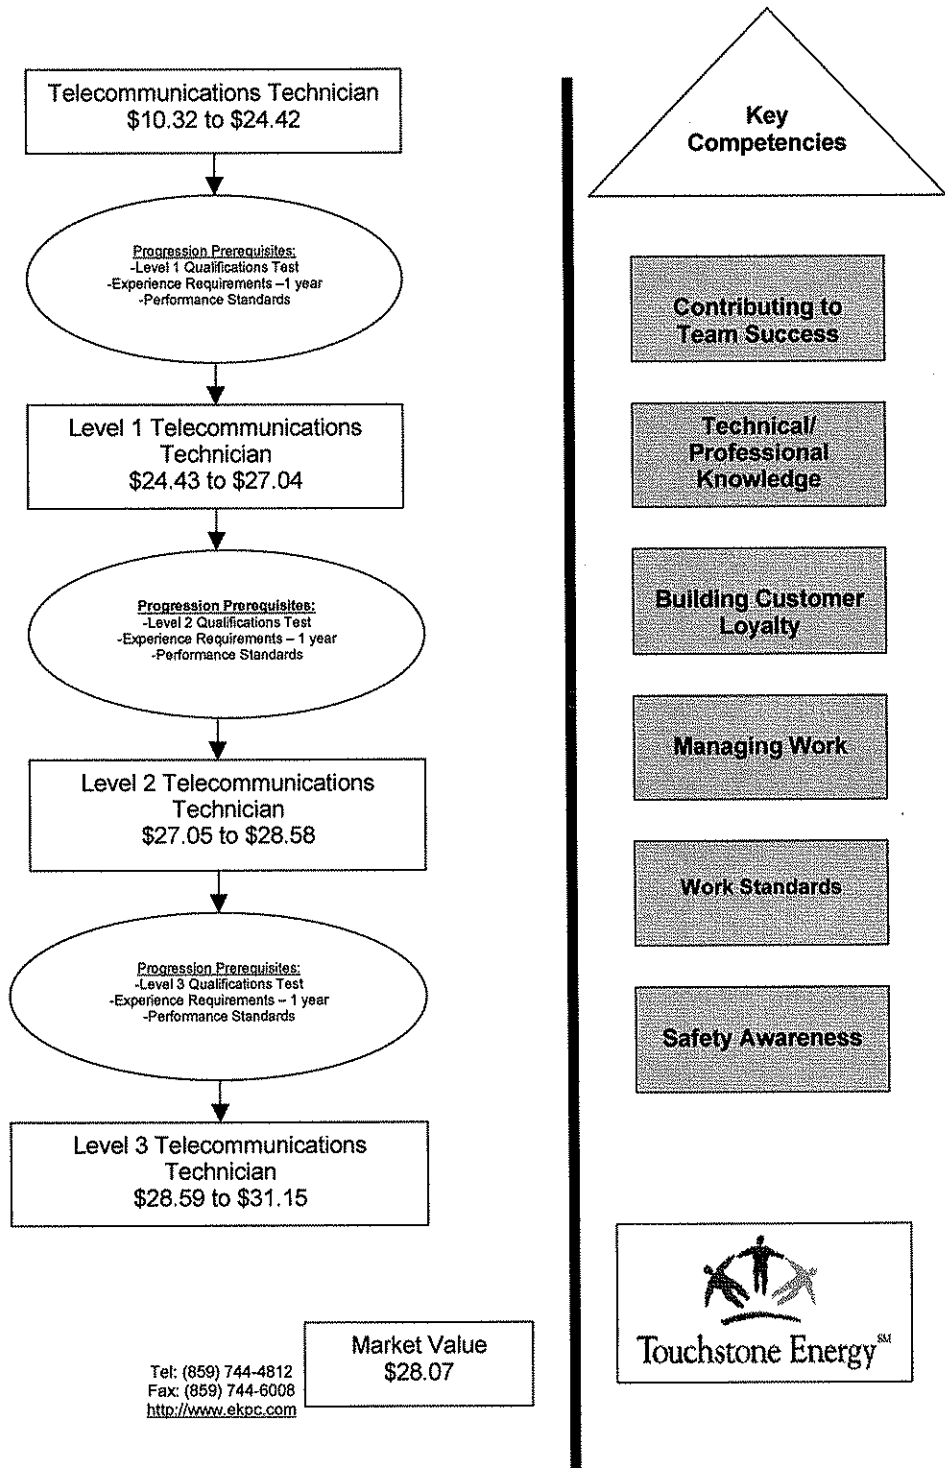 Telecommunications Technician
$10.32 to $24.42
Progression Prerequisites:
-Level 1 Qualifications Test
-Experience Requirements –1 year
-Performance Standards
Level 1 Telecommunications
Technician
$24.43 to $27.04
Progression Prerequisites:
-Level 2 Qualifications Test
-Experience Requirements – 1 year
-Performance Standards
Level 2 Telecommunications
Technician
$27.05 to $28.58
Progression Prerequisites:
-Level 3 Qualifications Test
-Experience Requirements – 1 year
-Performance Standards
Level 3 Telecommunications
Technician
$28.59 to $31.15
Tel: (859) 744-4812
Fax: (859) 744-6008
http://www.ekpc.com
Market Value
$28.07
Key
Competencies
Contributing to
Team Success
Technical/
Professional
Knowledge
Building Customer
Loyalty
Managing Work
Work Standards
Safety Awareness
Touchstone Energy℠